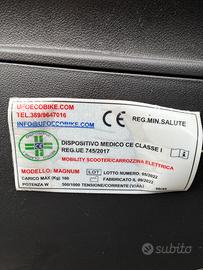 UFOECOBIKE.COM
TEL.389/9647016
INFO@UFOECOBIKE.COM
CE REG.MIN.SALUTE
DISPOSITIVO MEDICO CE CLASSE I
REG.UE 745/2017
MOBILITY SCOOTER/CARROZZINA ELETTRICA
MODELLO: MAGNUM LOT LOTTO NUMERO: 09/2022
CARICO MAX (Kg) 160 FABBRICATO IL 09/2022
POTENZA W 500/1000 TENSIONE/CORRENTE (V/Ah)
subito